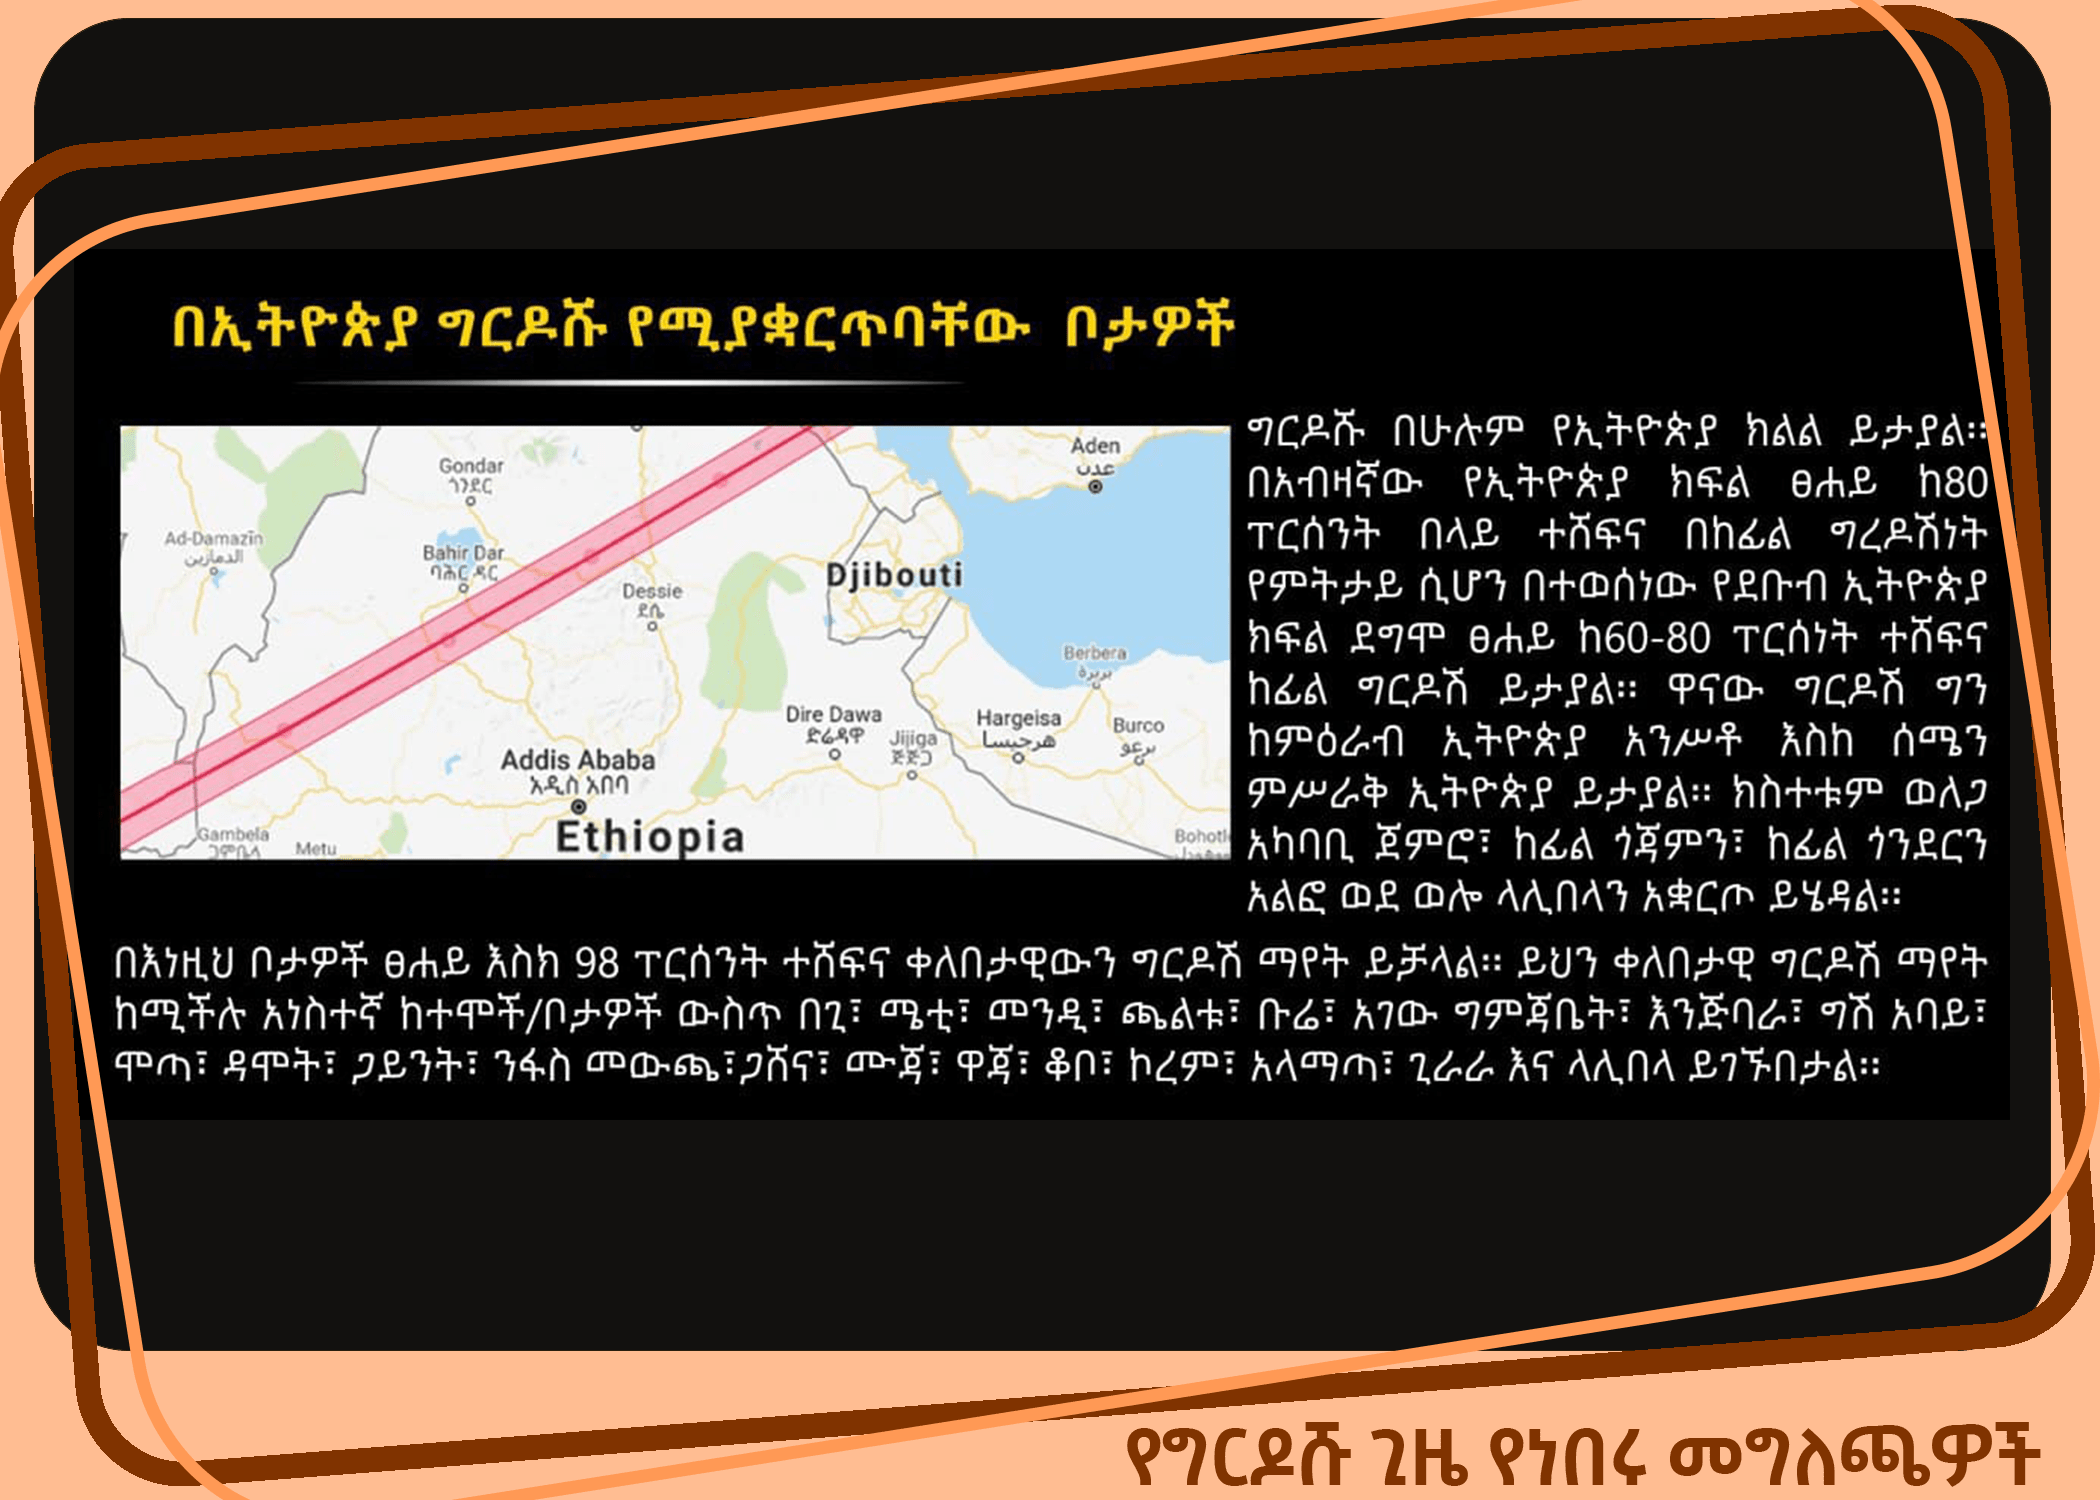 በኢትዮጵያ ግርዶሹ የሚያቋርጥባቸው ቦታዎች
Gondar
ጎንደር
Ad-Damazin
الدمازين
Bahir Dar
ባሕር ዳር
Dessie
ደሴ
Aden
عدن
Djibouti
Berbera
بربرة
Dire Dawa
ድሬዳዋ
Jijiga
ጅጅጋ
Hargeisa
هرجيسا
Burco
برعو
Addis Ababa
አዲስ አበባ
Ethiopia
Gambela
ጋምቤላ
Metu
ግርዶሹ በሁሉም የኢትዮጵያ ክልል ይታያል፡፡
በአብዛኛው የኢትዮጵያ ክፍል ፀሐይ ከ80
ፐርሰንት በላይ ተሸፍና በከፊል ግረዶሽነት
የምትታይ ሲሆን በተወሰነው የደቡብ ኢትዮጵያ
ክፍል ደግሞ ፀሐይ ከ60-80 ፐርሰነት ተሸፍና
ከፊል ግርዶሽ ይታያል፡፡ ዋናው ግርዶሽ ግን
ከምዕራብ ኢትዮጵያ አንሥቶ እስከ ሰሜን
ምሥራቅ ኢትዮጵያ ይታያል፡፡ ክስተቱም ወለጋ
አካባቢ ጀምሮ፣ ከፊል ጎጃምን፣ ከፊል ጎንደርን
አልፎ ወደ ወሎ ላሊበላን አቋርጦ ይሄዳል፡፡
በእነዚህ ቦታዎች ፀሐይ እስከ 98 ፐርሰንት ተሸፍና ቀለበታዊውን ግርዶሽ ማየት ይቻላል፡፡ ይህን ቀለበታዊ ግርዶሽ ማየት
ከሚችሉ አነስተኛ ከተሞች/ቦታዎች ውስጥ በጊ፣ ሜቲ፣ መንዲ፣ ጫልቱ፣ ቡሬ፣ አገው ግምጃቤት፣ እንጅባራ፣ ግሽ አባይ፣
ሞጣ፣ ዳሞት፣ ጋይንት፣ ንፋስ መውጫ፣ጋሸና፣ ሙጃ፣ ዋጃ፣ ቆቦ፣ ኮረም፣ አላማጣ፣ ጊራራ እና ላሊበላ ይገኙበታል፡፡
የግርዶሹ ጊዜ የነበሩ መግለጫዎች